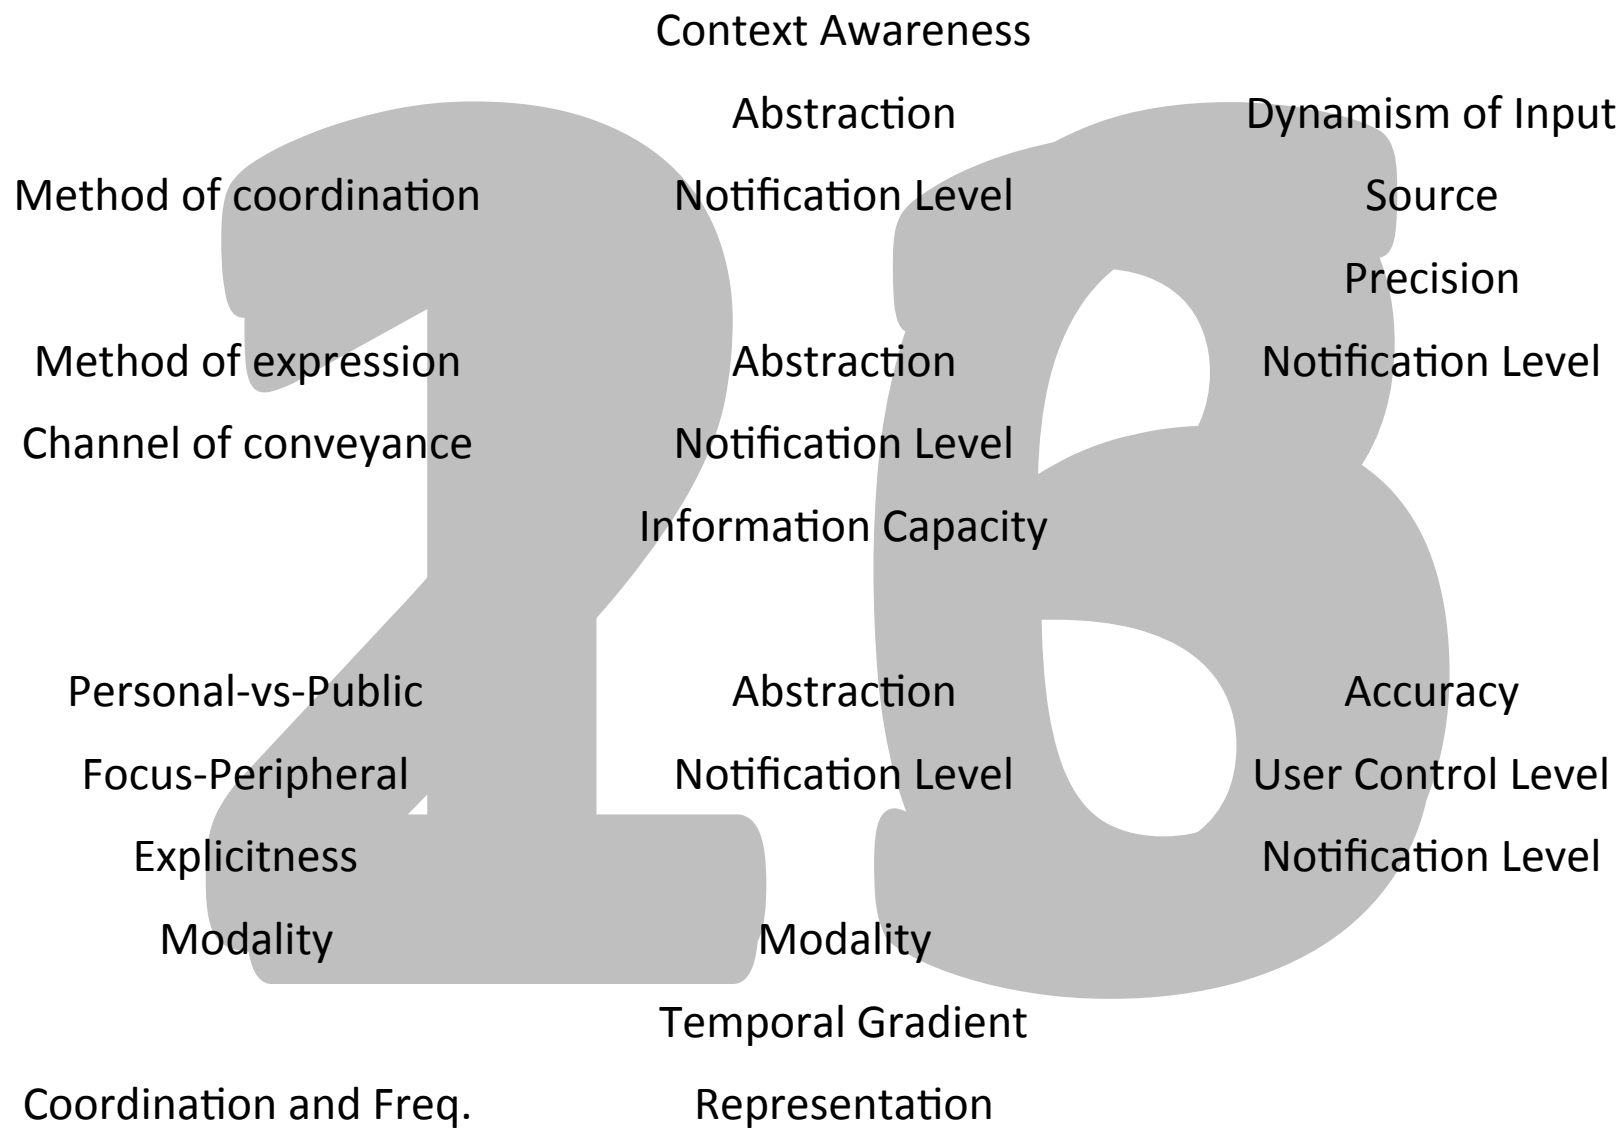 Context Awareness
Abstraction Dynamism of Input
Method of coordination Notification Level Source
Precision
Method of expression Abstraction Notification Level
Channel of conveyance Notification Level
Information Capacity
Personal-vs-Public Abstraction Accuracy
Focus-Peripheral Notification Level User Control Level
Explicitness Notification Level
Modality Modality
Temporal Gradient
Coordination and Freq. Representation